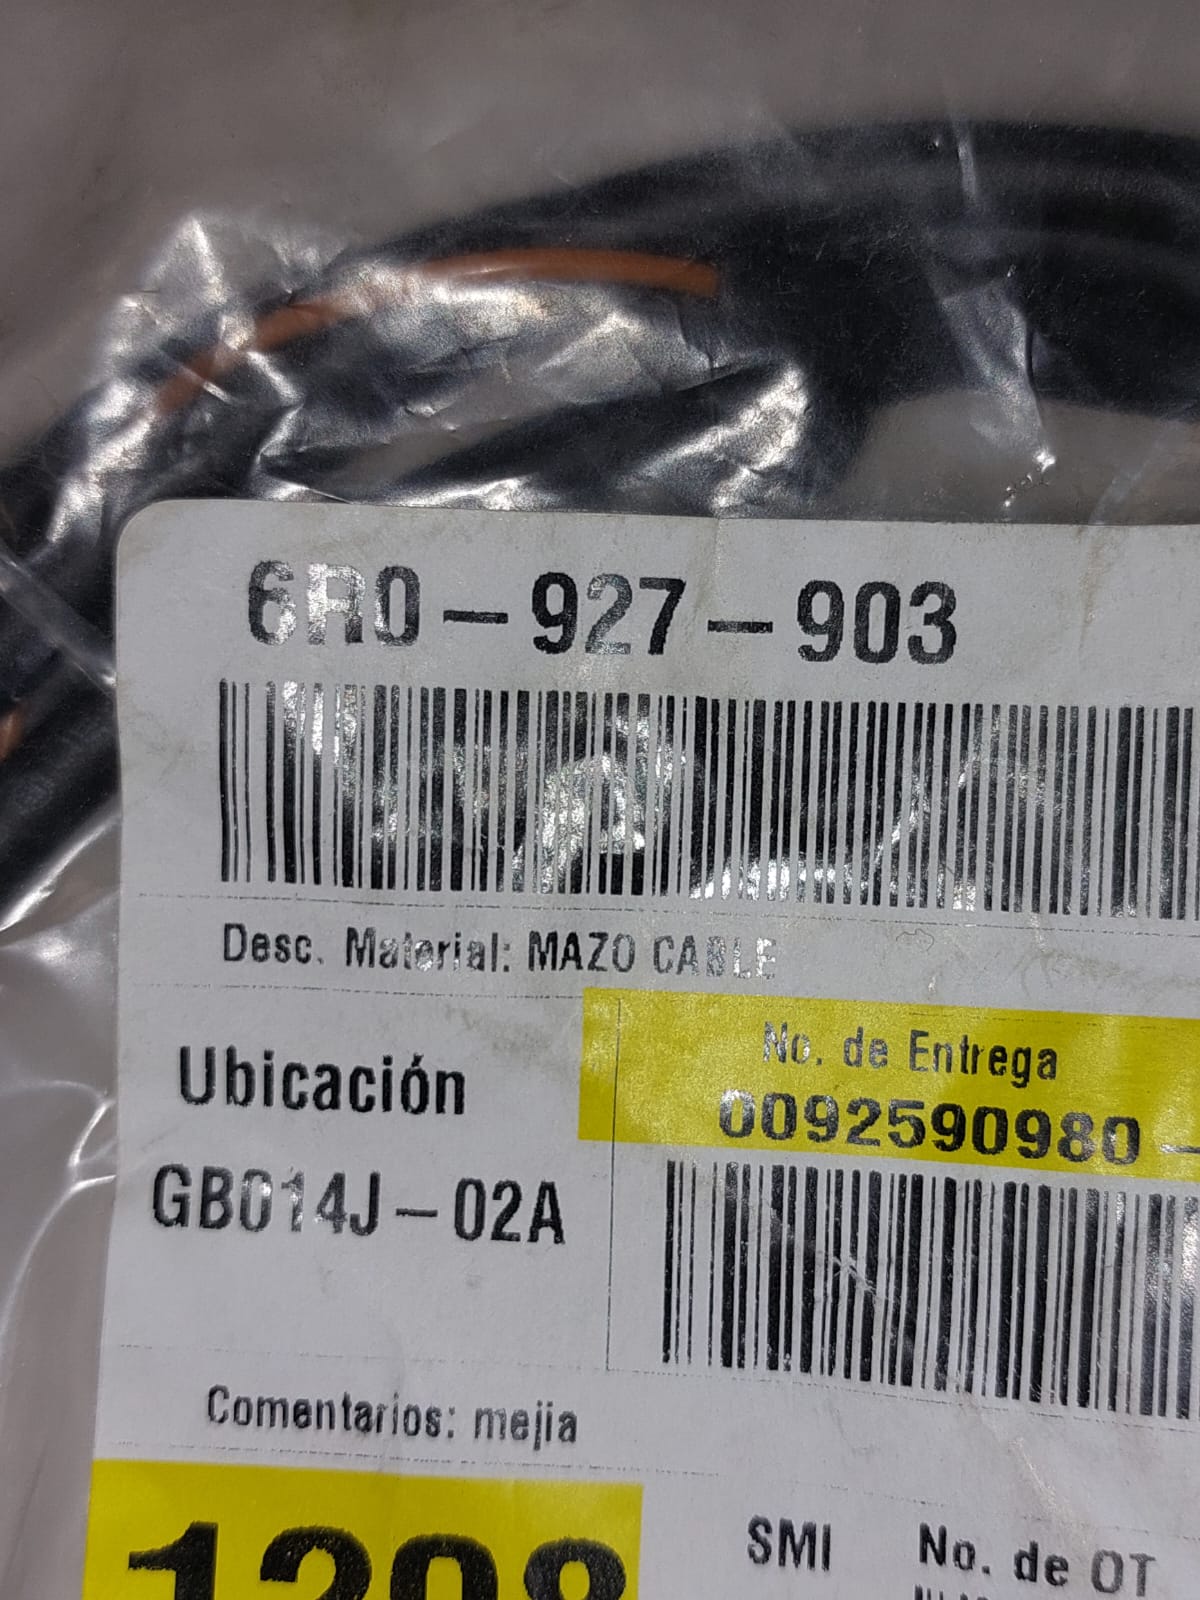 6R0-927-903
Desc. Material: MAZO CABLE
Ubicación
No. de Entrega
0092590980 -
GB014J-02A
Comentarios: mejia
SMI
No. de OT